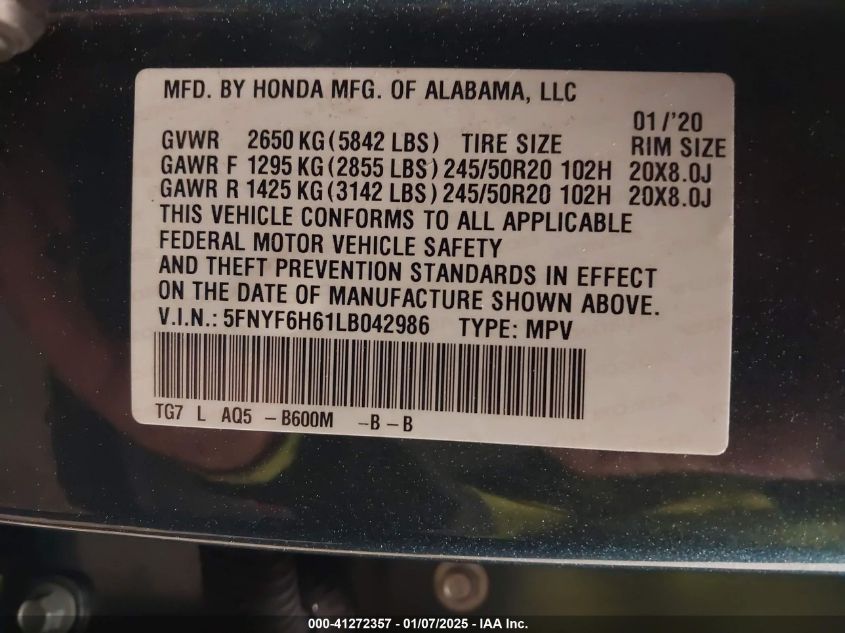 MFD. BY HONDA MFG. OF ALABAMA, LLC
01/'20
GVWR 2650 KG (5842 LBS) TIRE SIZE RIM SIZE
GAWR F 1295 KG (2855 LBS) 245/50R20 102H 20X8.0J
GAWR R 1425 KG (3142 LBS) 245/50R20 102H 20X8.0J
THIS VEHICLE CONFORMS TO ALL APPLICABLE
FEDERAL MOTOR VEHICLE SAFETY
AND THEFT PREVENTION STANDARDS IN EFFECT
ON THE DATE OF MANUFACTURE SHOWN ABOVE.
V.I.N.: 5FNYF6H61LB042986 TYPE: MPV
TG7 L AQ5 - B600M - B - B
000-41272357 - 01/07/2025 - IAA Inc.